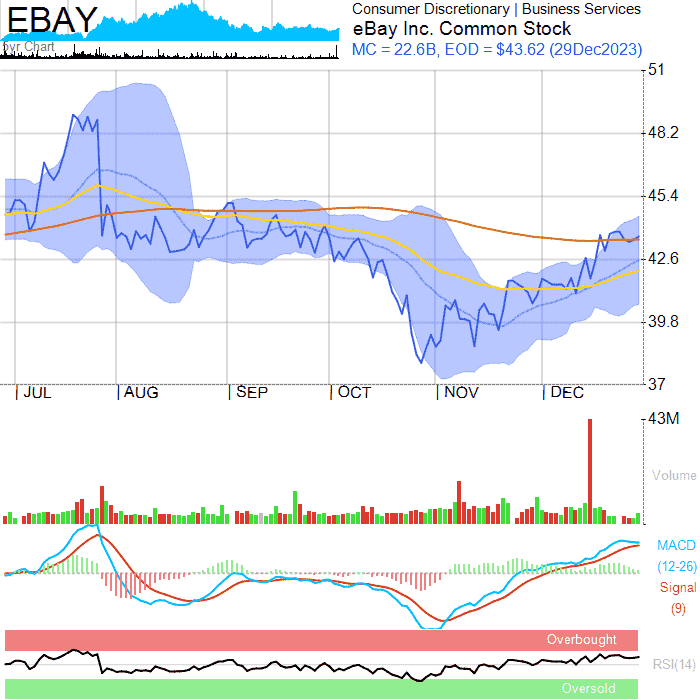 EBAY
5yr Chart
Consumer Discretionary | Business Services
eBay Inc. Common Stock
MC = 22.6B, EOD = $43.62 (29Dec2023)
51
48.2
45.4
42.6
39.8
37
| JUL | AUG | SEP | OCT | NOV | DEC
43M
Volume
MACD
(12-26)
Signal
(9)
Overbought
RSI(14)
Oversold